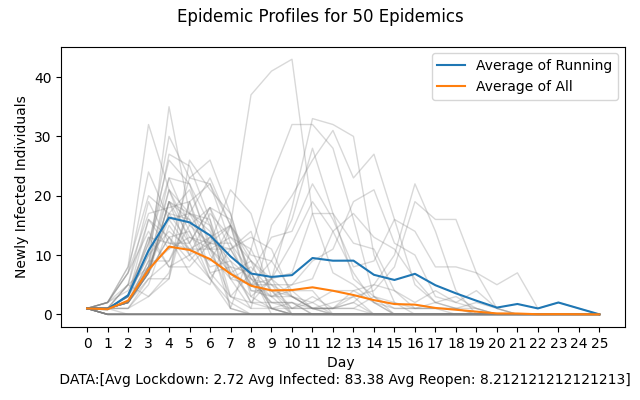 Epidemic Profiles for 50 Epidemics
Newly Infected Individuals
40
30
20
10
0
Average of Running
Average of All
0 1 2 3 4 5 6 7 8 9 10 11 12 13 14 15 16 17 18 19 20 21 22 23 24 25
Day
DATA:[Avg Lockdown: 2.72 Avg Infected: 83.38 Avg Reopen: 8.212121212121213]